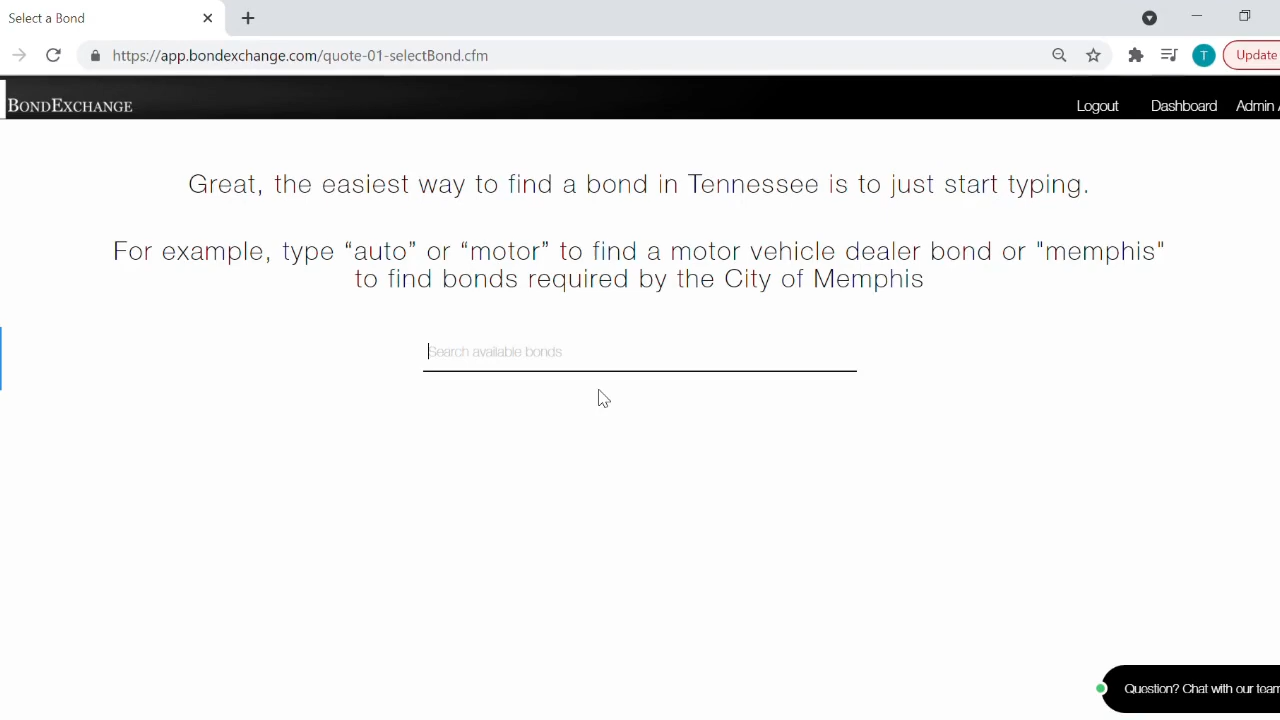 Select a Bond
https://app.bondexchange.com/quote-01-selectBond.cfm
T
Update
BONDEXCHANGE
Logout
Dashboard
Admin
Great, the easiest way to find a bond in Tennessee is to just start typing.
For example, type “auto” or “motor” to find a motor vehicle dealer bond or "memphis"
to find bonds required by the City of Memphis
Search available bonds
Question? Chat with our team